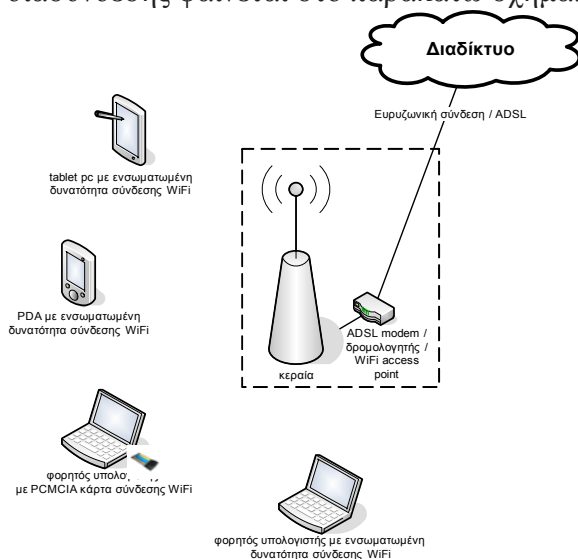 διασύνδεσης φαίνεται στο παρακάτω σχήμα
Διαδίκτυο
Ευρυζωνική σύνδεση / ADSL
tablet pc με ενσωματωμένη
δυνατότητα σύνδεσης WiFi
PDA με ενσωματωμένη
δυνατότητα σύνδεσης WiFi
ADSL modem /
δρομολογητής /
WiFi access
point
κεραία
φορητός
με PCMCIA κάρτα σύνδεσης WiFi
φορητός υπολογιστής με ενσωματωμένη
δυνατότητα σύνδεσης WiFi